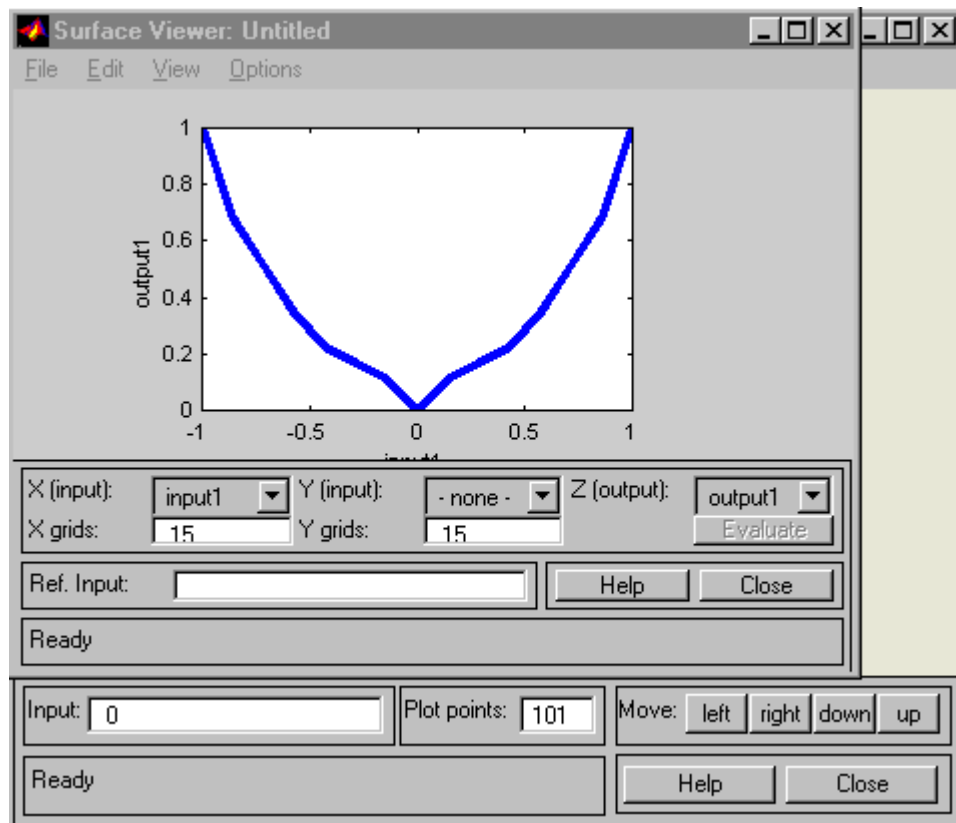 Surface Viewer: Untitled
File Edit View Options
1
0.8
0.6
0.4
0.2
0
output1
-1 -0.5 0 0.5 1
input1
X (input): input1 Y (input): - none - Z (output): output1
X grids: 15 Y grids: 15 Evaluate
Ref. Input: Help Close
Ready
Input: 0 Plot points: 101 Move: left right down up
Ready Help Close